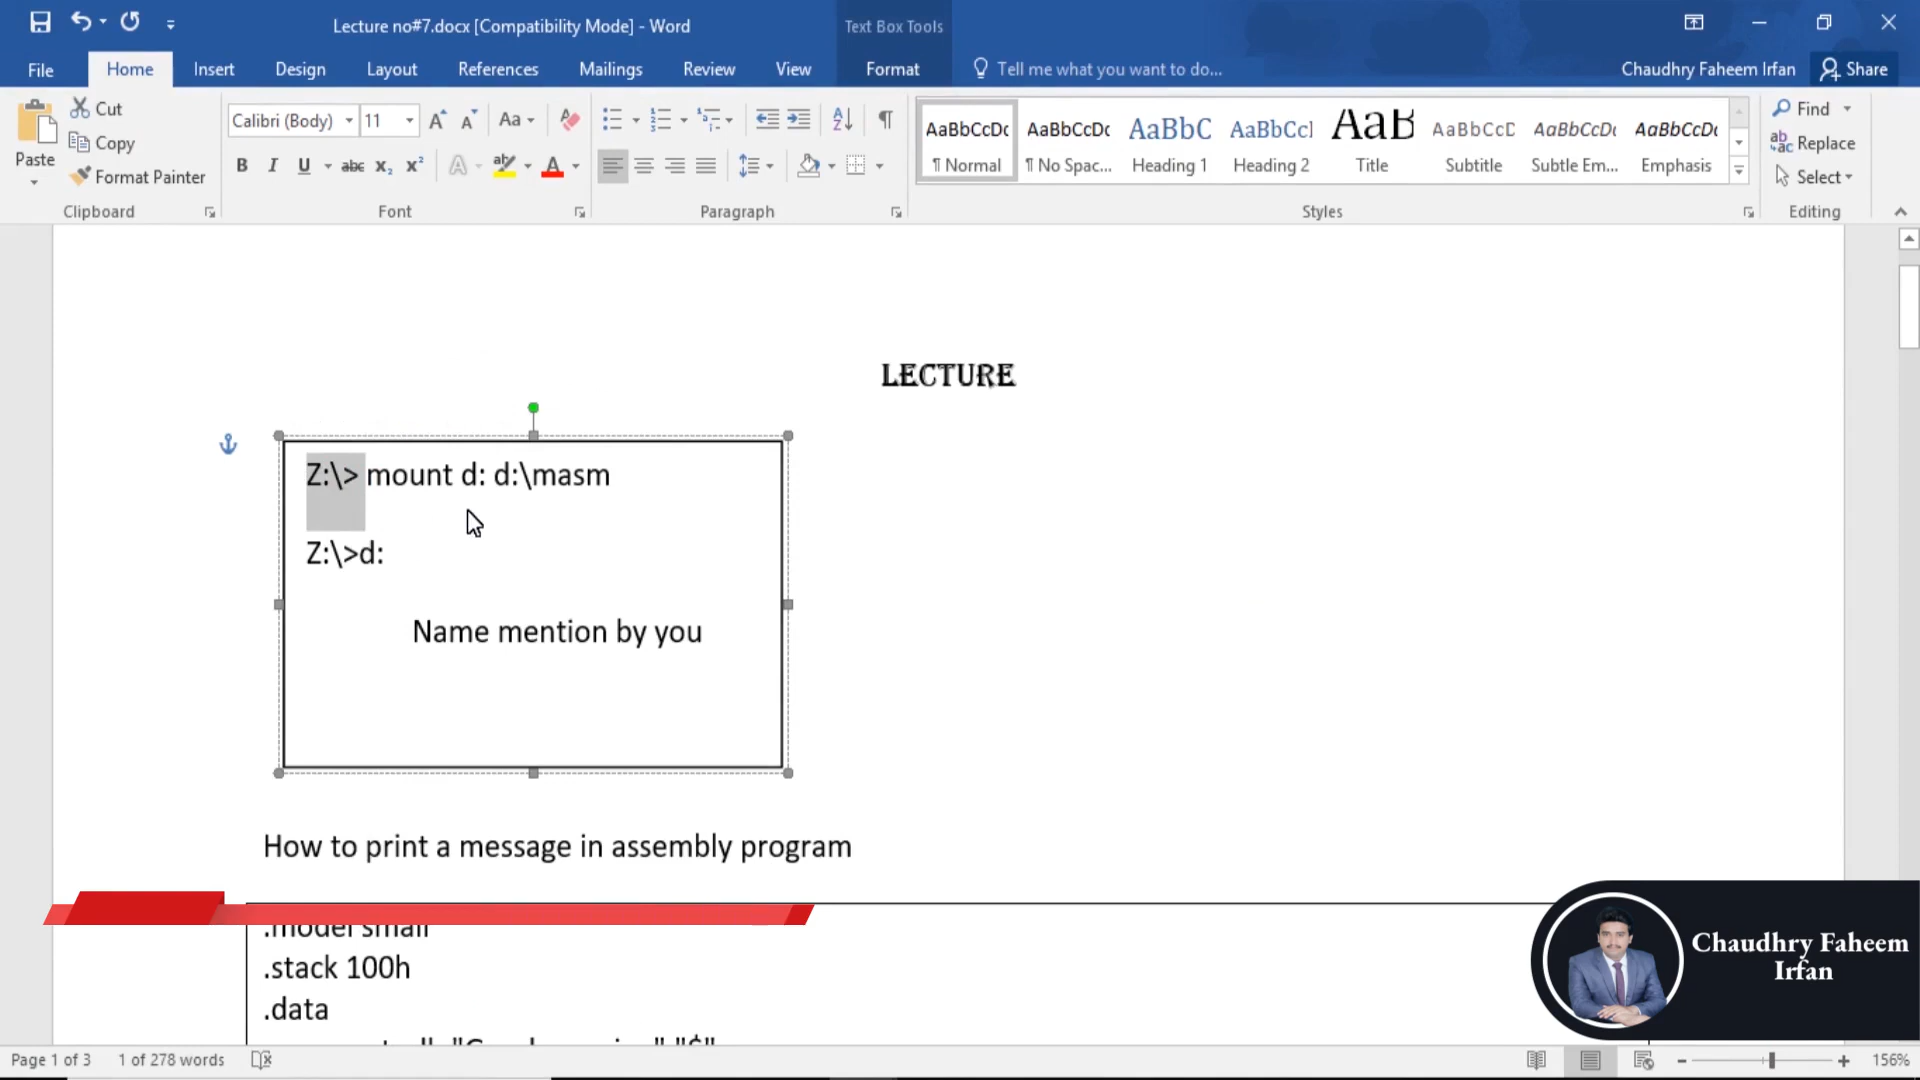 Lecture no#7.docx [Compatibility Mode] - Word
Text Box Tools
File
Home
Insert
Design
Layout
References
Mailings
Review
View
Format
Tell me what you want to do...
Chaudhry Faheem Irfan
Share
Paste
Cut
Copy
Format Painter
Clipboard
Calibri (Body)
11
Font
Paragraph
AaBbCcDc
¶ Normal
AaBbCcDc
¶ No Spac...
AaBbC
Heading 1
AaBbCc
Heading 2
AaB
Title
AaBbCcD
Subtitle
AaBbCcDc
Subtle Em...
AaBbCcDc
Emphasis
Styles
Find
Replace
Select
Editing
LECTURE
Z:\> mount d: d:\masm
Z:\>d:
Name mention by you
How to print a message in assembly program
.model small
.stack 100h
.data
Chaudhry Faheem
Irfan
Page 1 of 3
1 of 278 words
156%